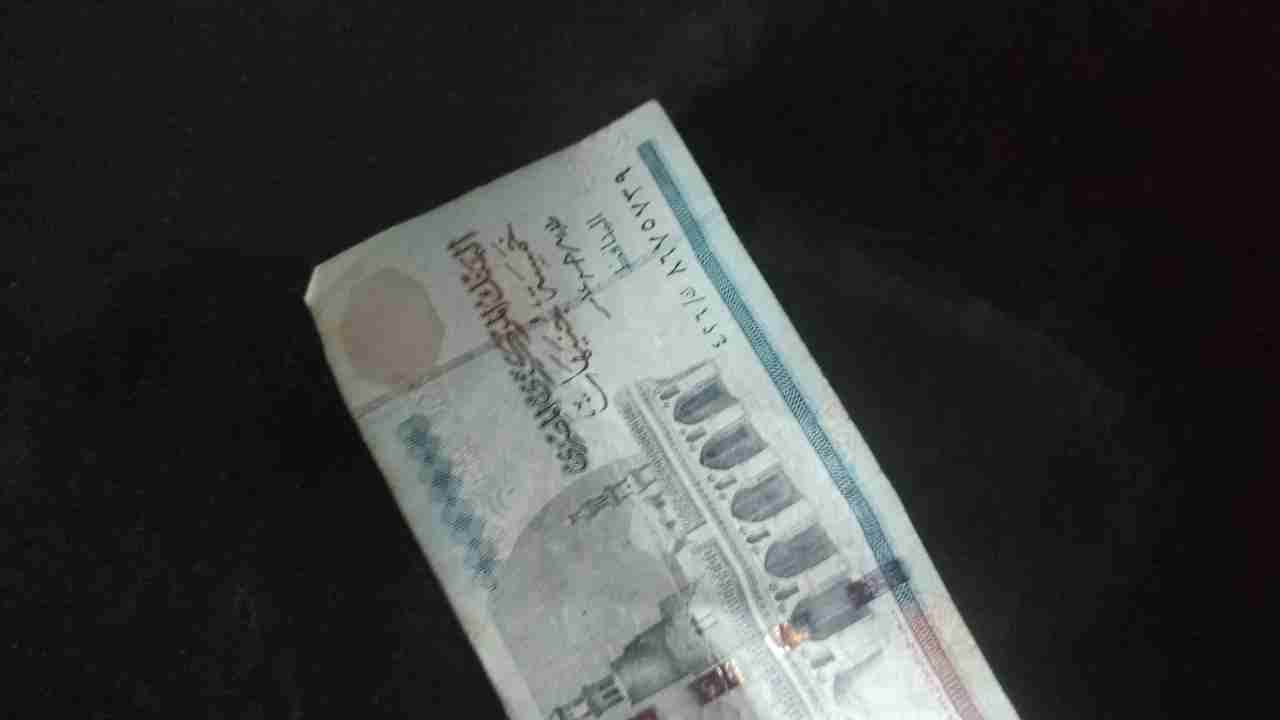 البنك المركزي المصري
خمسة جنيهات
المحافظ
٤٢٦/ك ٨٦٧٥٧٣٩